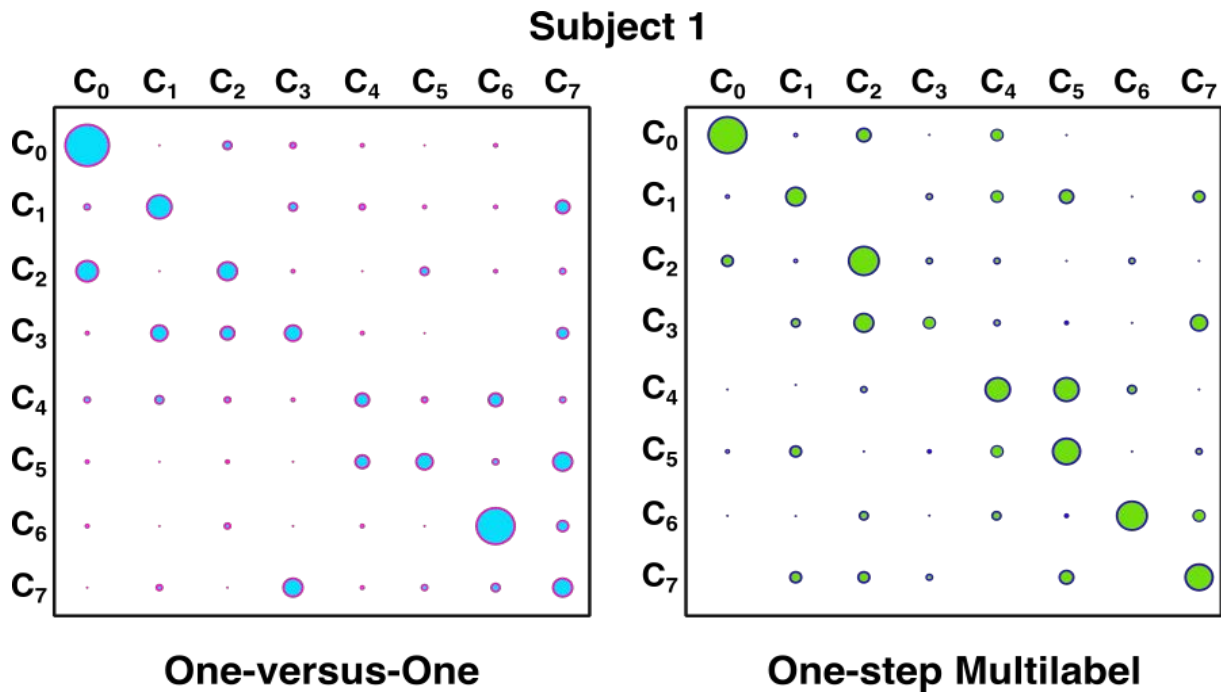 Subject 1
C0 C1 C2 C3 C4 C5 C6 C7
C0
C1
C2
C3
C4
C5
C6
C7
One-versus-One
C0 C1 C2 C3 C4 C5 C6 C7
C0
C1
C2
C3
C4
C5
C6
C7
One-step Multilabel